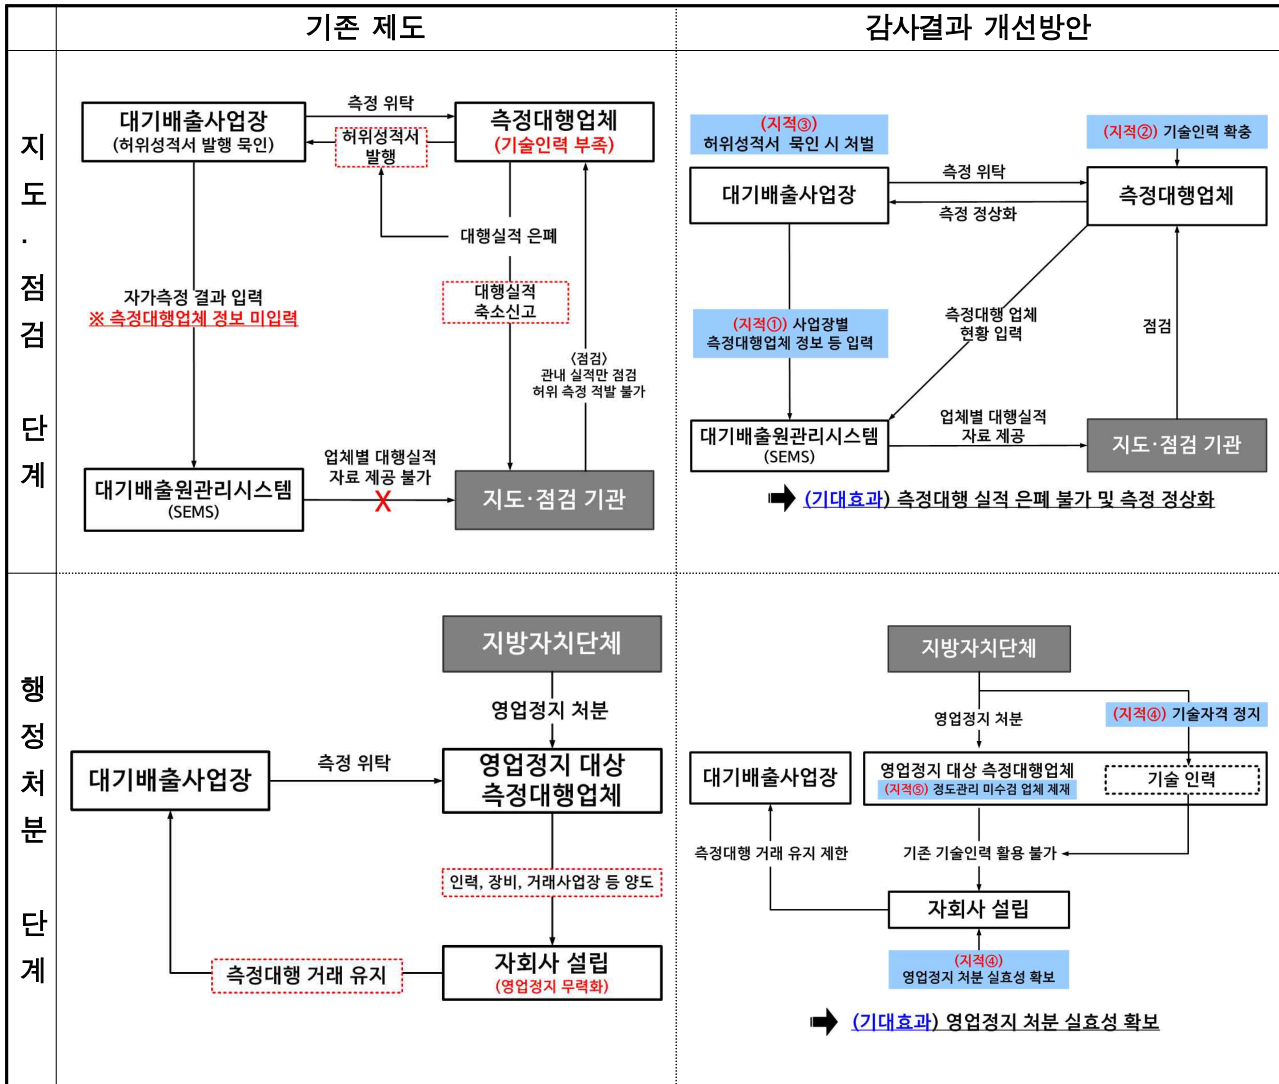 기존 제도
감사결과 개선방안
지도·점검 단계
대기배출사업장
(허위성적서 발행 묵인)
측정 위탁
허위성적서
발행
측정대행업체
(기술인력 부족)
대행실적 은폐
대행실적
축소신고
자가측정 결과 입력
※ 측정대행업체 정보 미입력
<점검>
관내 실적만 점검
허위 측정 적발 불가
대기배출원관리시스템
(SEMS)
업체별 대행실적
자료 제공 불가
X
지도·점검 기관
(지적③)
허위성적서 묵인 시 처벌
(지적②) 기술인력 확충
대기배출사업장
측정 위탁
측정 정상화
측정대행업체
(지적①) 사업장별
측정대행업체 정보 등 입력
측정대행 업체
현황 입력
점검
대기배출원관리시스템
(SEMS)
업체별 대행실적
자료 제공
지도·점검 기관
(기대효과) 측정대행 실적 은폐 불가 및 측정 정상화
행정처분 단계
지방자치단체
영업정지 처분
대기배출사업장
측정 위탁
영업정지 대상
측정대행업체
인력, 장비, 거래사업장 등 양도
측정대행 거래 유지
자회사 설립
(영업정지 무력화)
지방자치단체
영업정지 처분
(지적④) 기술자격 정지
대기배출사업장
영업정지 대상 측정대행업체
(지적⑤) 정도관리 미수검 업체 제재
기술 인력
측정대행 거래 유지 제한
기존 기술인력 활용 불가
자회사 설립
(지적④)
영업정지 처분 실효성 확보
(기대효과) 영업정지 처분 실효성 확보